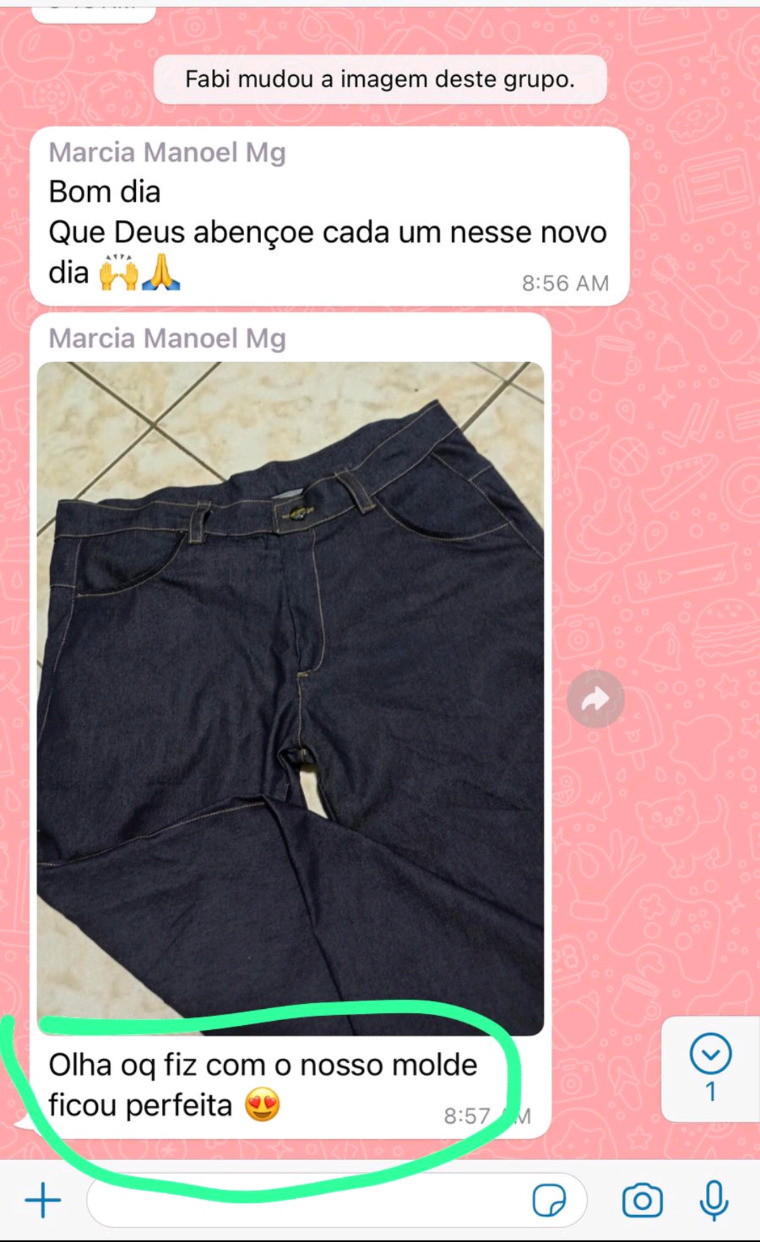 Fabi mudou a imagem deste grupo.
Marcia Manoel Mg
Bom dia
Que Deus abençoe cada um nesse novo
dia 🙌🙏
8:56 AM
Marcia Manoel Mg
Olha oq fiz com o nosso molde
ficou perfeita 😍
8:57
1